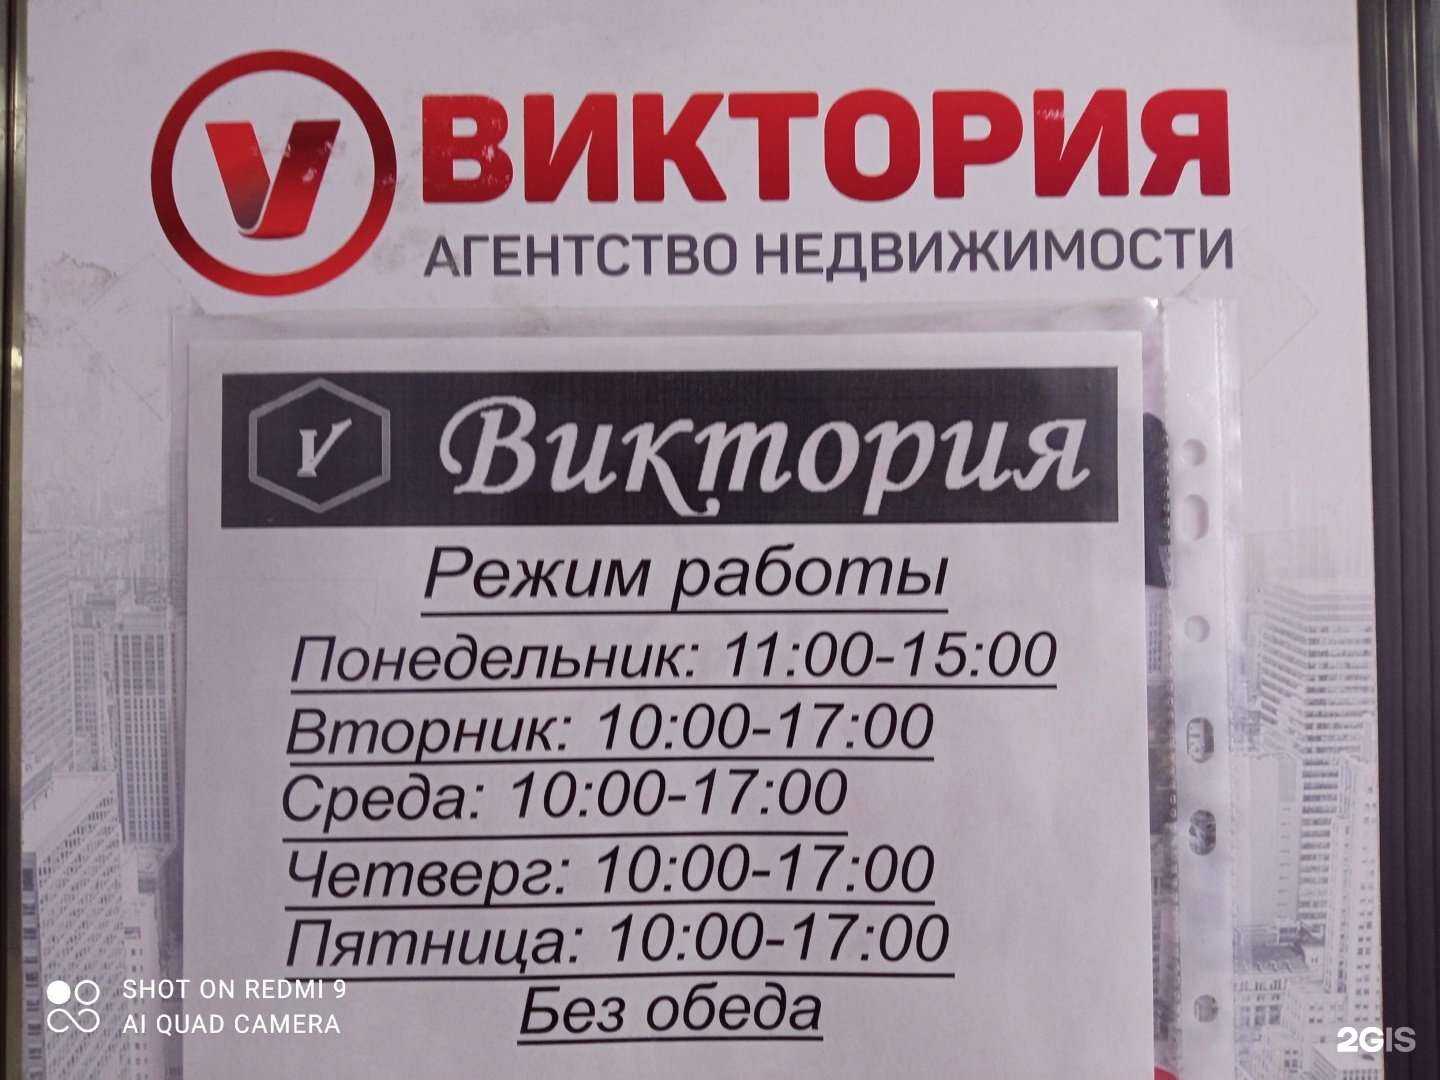 V ВИКТОРИЯ
АГЕНТСТВО НЕДВИЖИМОСТИ
V Виктория
Режим работы
Понедельник: 11:00-15:00
Вторник: 10:00-17:00
Среда: 10:00-17:00
Четверг: 10:00-17:00
Пятница: 10:00-17:00
Без обеда
SHOT ON REDMI 9
AI QUAD CAMERA
2GIS